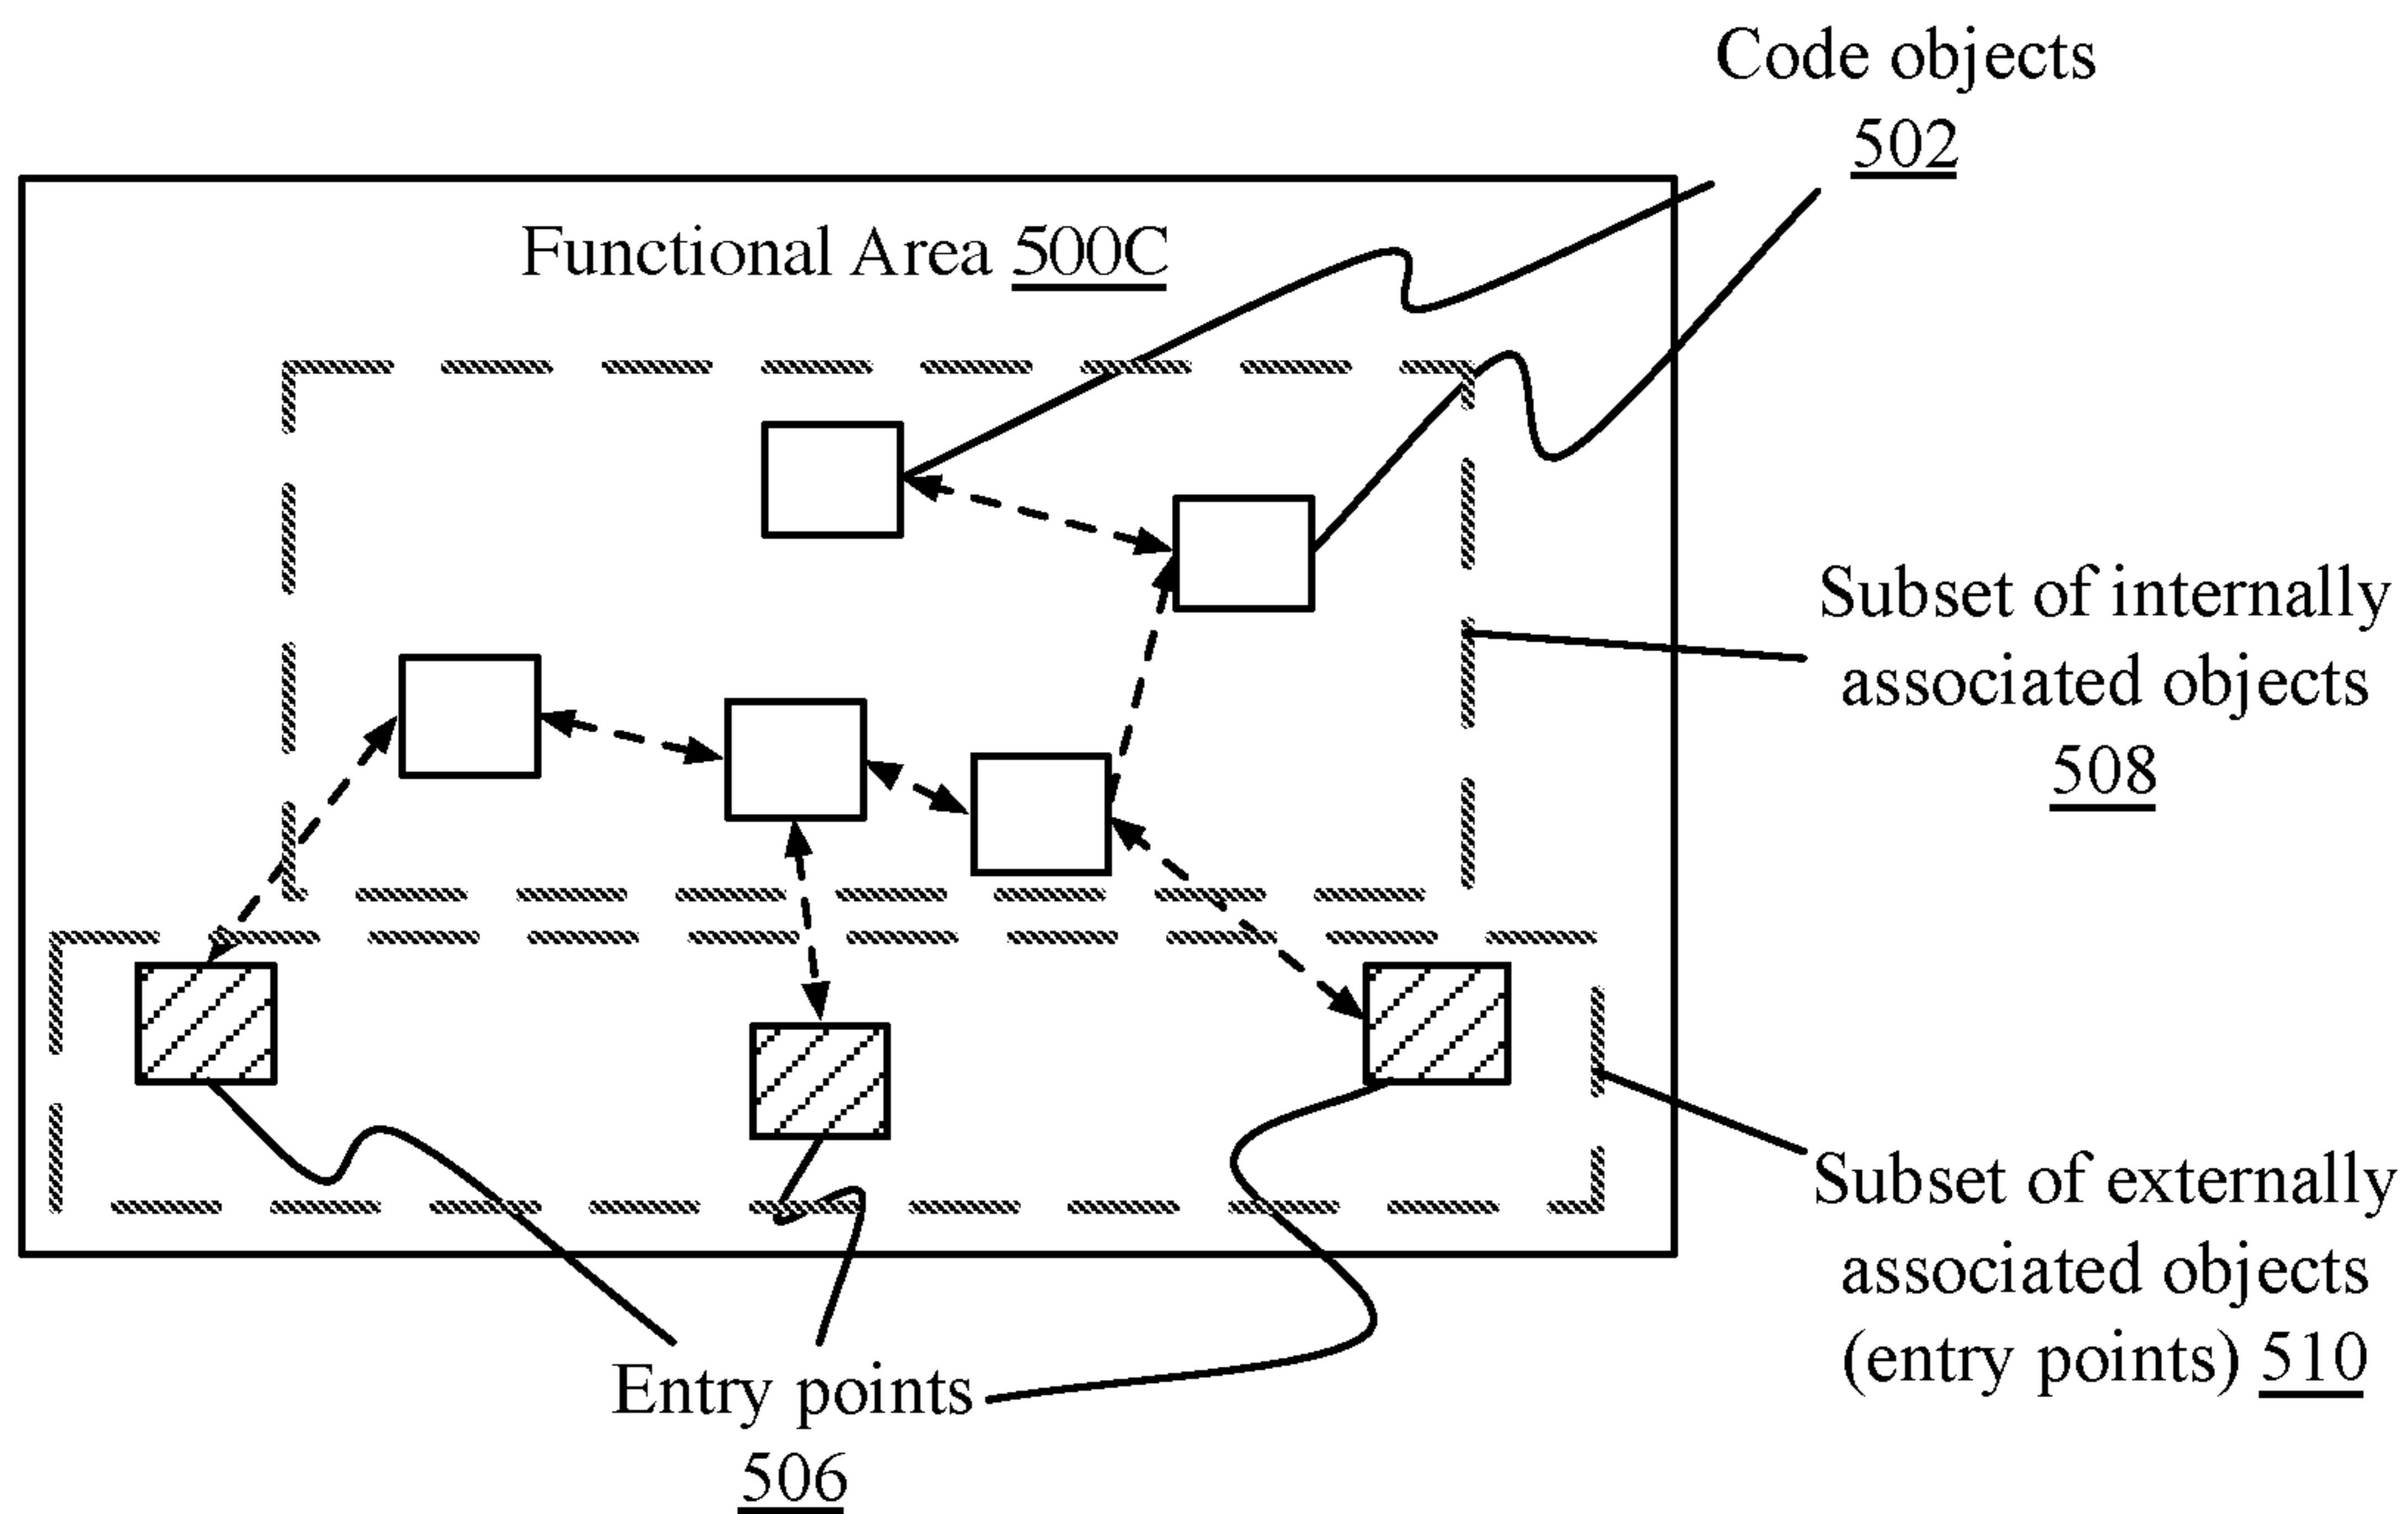 Code objects
502
Functional Area 500C
Subset of internally
associated objects
508
Subset of externally
associated objects
(entry points) 510
Entry points
506